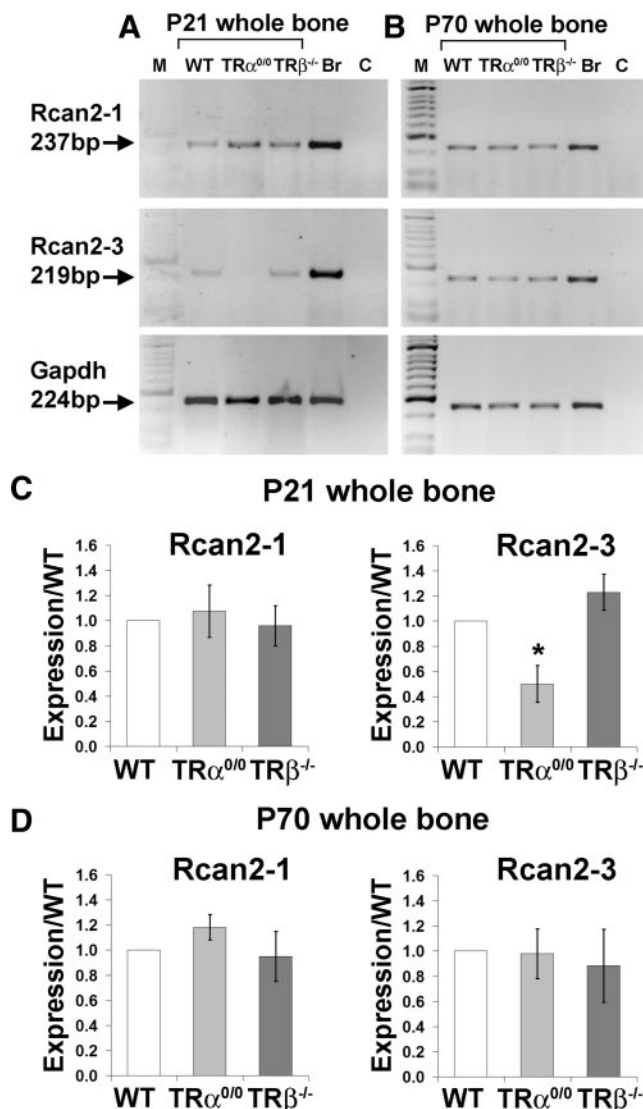 A P21 whole bone
M WT TRα⁰/⁰ TRβ⁻/⁻ Br C
Rcan2-1
237bp
Rcan2-3
219bp
Gapdh
224bp
B P70 whole bone
M WT TRα⁰/⁰ TRβ⁻/⁻ Br C
C P21 whole bone
Rcan2-1
Expression/WT
1.6
1.4
1.2
1.0
0.8
0.6
0.4
0.2
0.0
WT TRα⁰/⁰ TRβ⁻/⁻
Rcan2-3
Expression/WT
1.6
1.4
1.2
1.0
0.8
0.6
0.4
0.2
0.0
*
WT TRα⁰/⁰ TRβ⁻/⁻
D P70 whole bone
Rcan2-1
Expression/WT
1.6
1.4
1.2
1.0
0.8
0.6
0.4
0.2
0.0
WT TRα⁰/⁰ TRβ⁻/⁻
Rcan2-3
Expression/WT
1.6
1.4
1.2
1.0
0.8
0.6
0.4
0.2
0.0
WT TRα⁰/⁰ TRβ⁻/⁻